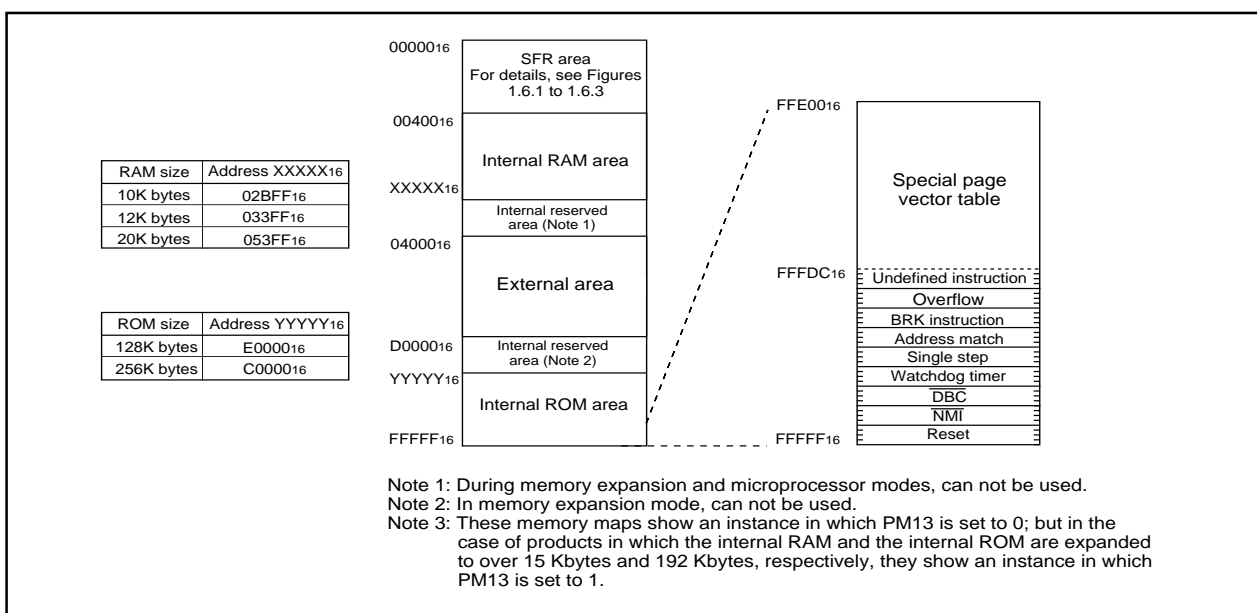 RAM size Address XXXXX16
10K bytes 02BFF16
12K bytes 033FF16
20K bytes 053FF16
ROM size Address YYYYY16
128K bytes E000016
256K bytes C000016
0000016
SFR area
For details, see Figures
1.6.1 to 1.6.3
0040016
Internal RAM area
XXXXX16
Internal reserved
area (Note 1)
0400016
External area
D000016
Internal reserved
area (Note 2)
YYYYY16
Internal ROM area
FFFFF16
FFE0016
Special page
vector table
FFFDC16
Undefined instruction
Overflow
BRK instruction
Address match
Single step
Watchdog timer
DBC
NMI
Reset
FFFFF16
Note 1: During memory expansion and microprocessor modes, can not be used.
Note 2: In memory expansion mode, can not be used.
Note 3: These memory maps show an instance in which PM13 is set to 0; but in the
case of products in which the internal RAM and the internal ROM are expanded
to over 15 Kbytes and 192 Kbytes, respectively, they show an instance in which
PM13 is set to 1.